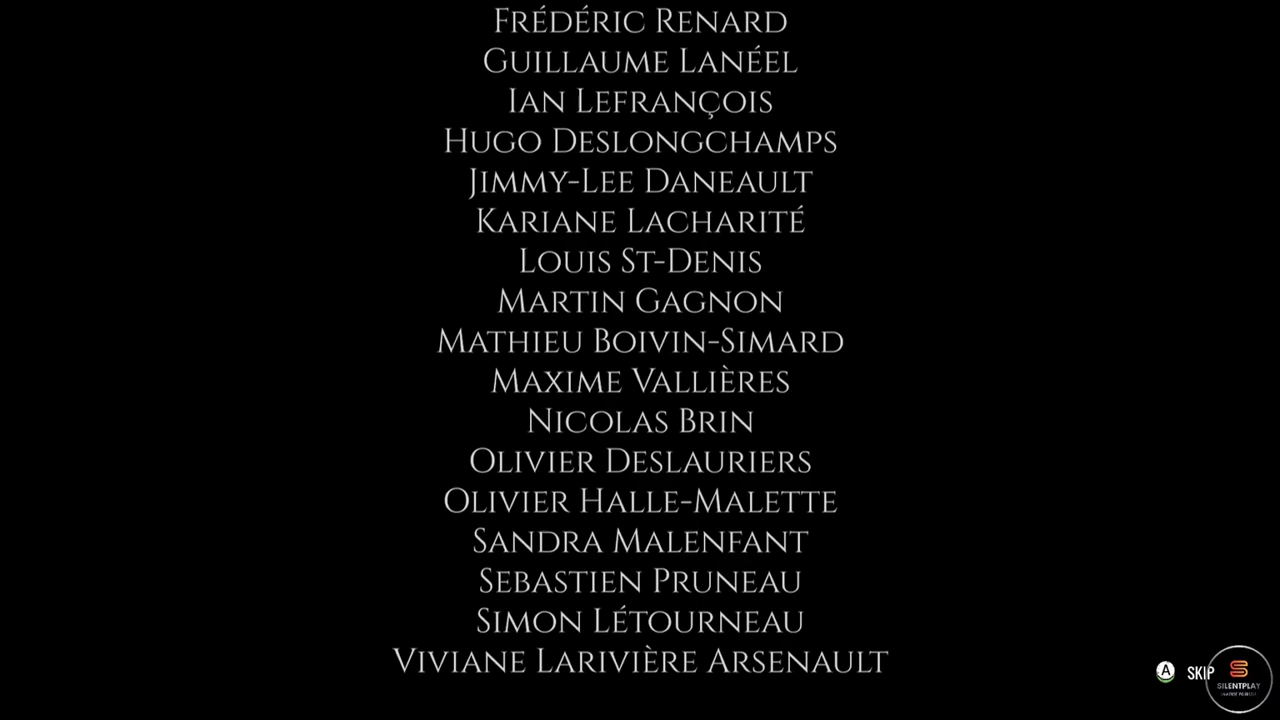 Frédéric Renard
Guillaume Lanéel
Ian Lefrançois
Hugo Deslongchamps
Jimmy-Lee Daneault
Kariane Lacharité
Louis St-Denis
Martin Gagnon
Mathieu Boivin-Simard
Maxime Vallières
Nicolas Brin
Olivier Deslauriers
Olivier Halle-Malette
Sandra Malenfant
Sebastien Pruneau
Simon Létourneau
Viviane Larivière Arsenault
A SKIP
SILENTPLAY